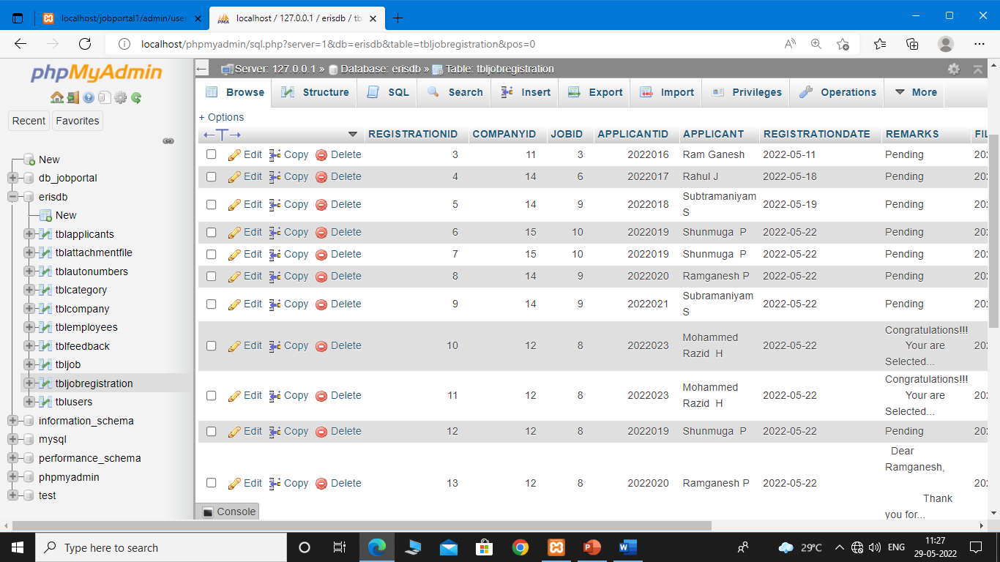 localhost/jobportal1/admin/user
localhost / 127.0.0.1 / erisdb / tb
localhost/phpmyadmin/sql.php?server=1&db=erisdb&table=tbljobregistration&pos=0
phpMyAdmin
Recent Favorites
New
db_jobportal
erisdb
New
tblapplicants
tblattachmentfile
tblautonumbers
tblcategory
tblcompany
tblemployees
tblfeedback
tbljob
tbljobregistration
tblusers
information_schema
mysql
performance_schema
phpmyadmin
test
Server: 127.0.0.1 » Database: erisdb » Table: tbljobregistration
Browse Structure SQL Search Insert Export Import Privileges Operations More
+ Options
REGISTRATIONID COMPANYID JOBID APPLICANTID APPLICANT REGISTRATIONDATE REMARKS FIL
Edit Copy Delete 3 11 3 2022016 Ram Ganesh 2022-05-11 Pending 202
Edit Copy Delete 4 14 6 2022017 Rahul J 2022-05-18 Pending 202
Edit Copy Delete 5 14 9 2022018 Subtramaniyam S 2022-05-19 Pending 202
Edit Copy Delete 6 15 10 2022019 Shunmuga P 2022-05-22 Pending 202
Edit Copy Delete 7 15 10 2022019 Shunmuga P 2022-05-22 Pending 202
Edit Copy Delete 8 14 9 2022020 Ramganesh P 2022-05-22 Pending 202
Edit Copy Delete 9 14 9 2022021 Subramaniyam S 2022-05-22 Pending 202
Edit Copy Delete 10 12 8 2022023 Mohammed Razid H 2022-05-22 Congratulations!!! Your are Selected... 202
Edit Copy Delete 11 12 8 2022023 Mohammed Razid H 2022-05-22 Congratulations!!! Your are Selected... 202
Edit Copy Delete 12 12 8 2022019 Shunmuga P 2022-05-22 Pending 202
Edit Copy Delete 13 12 8 2022020 Ramganesh P 2022-05-22 Dear Ramganesh, Thank you for... 202
Console
Type here to search
29°C ENG
11:27
29-05-2022